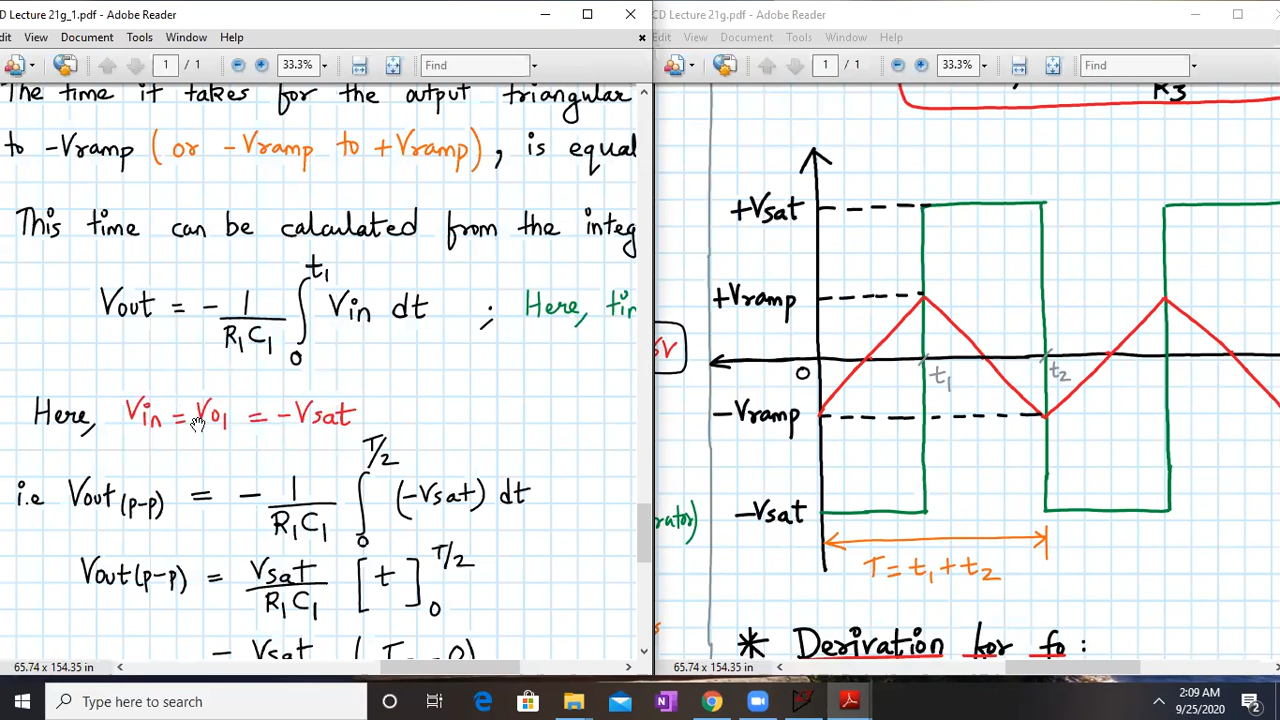 CD Lecture 21g_1.pdf - Adobe Reader
dit View Document Tools Window Help
1 / 1 33.3% Find
The time it takes for the output triangular
to -Vramp (or -Vramp to +Vramp), is equal
This time can be calculated from the integ
Vout = - 1/R1C1 ∫0^t1 Vin dt ; Here, tim
Here, Vin = Vo1 = -Vsat
i.e Vout(p-p) = - 1/R1C1 ∫0^T/2 (-Vsat) dt
Vout(p-p) = Vsat/R1C1 [t]0^T/2
= Vsat ( T - 0)
65.74 x 154.35 in
CD Lecture 21g.pdf - Adobe Reader
Edit View Document Tools Window Help
1 / 1 33.3% Find
R3
+Vsat
+Vramp
0
t1
t2
-Vramp
-Vsat
T = t1 + t2
rator)
* Derivation for fo :
65.74 x 154.35 in
Type here to search
2:09 AM
9/25/2020
2